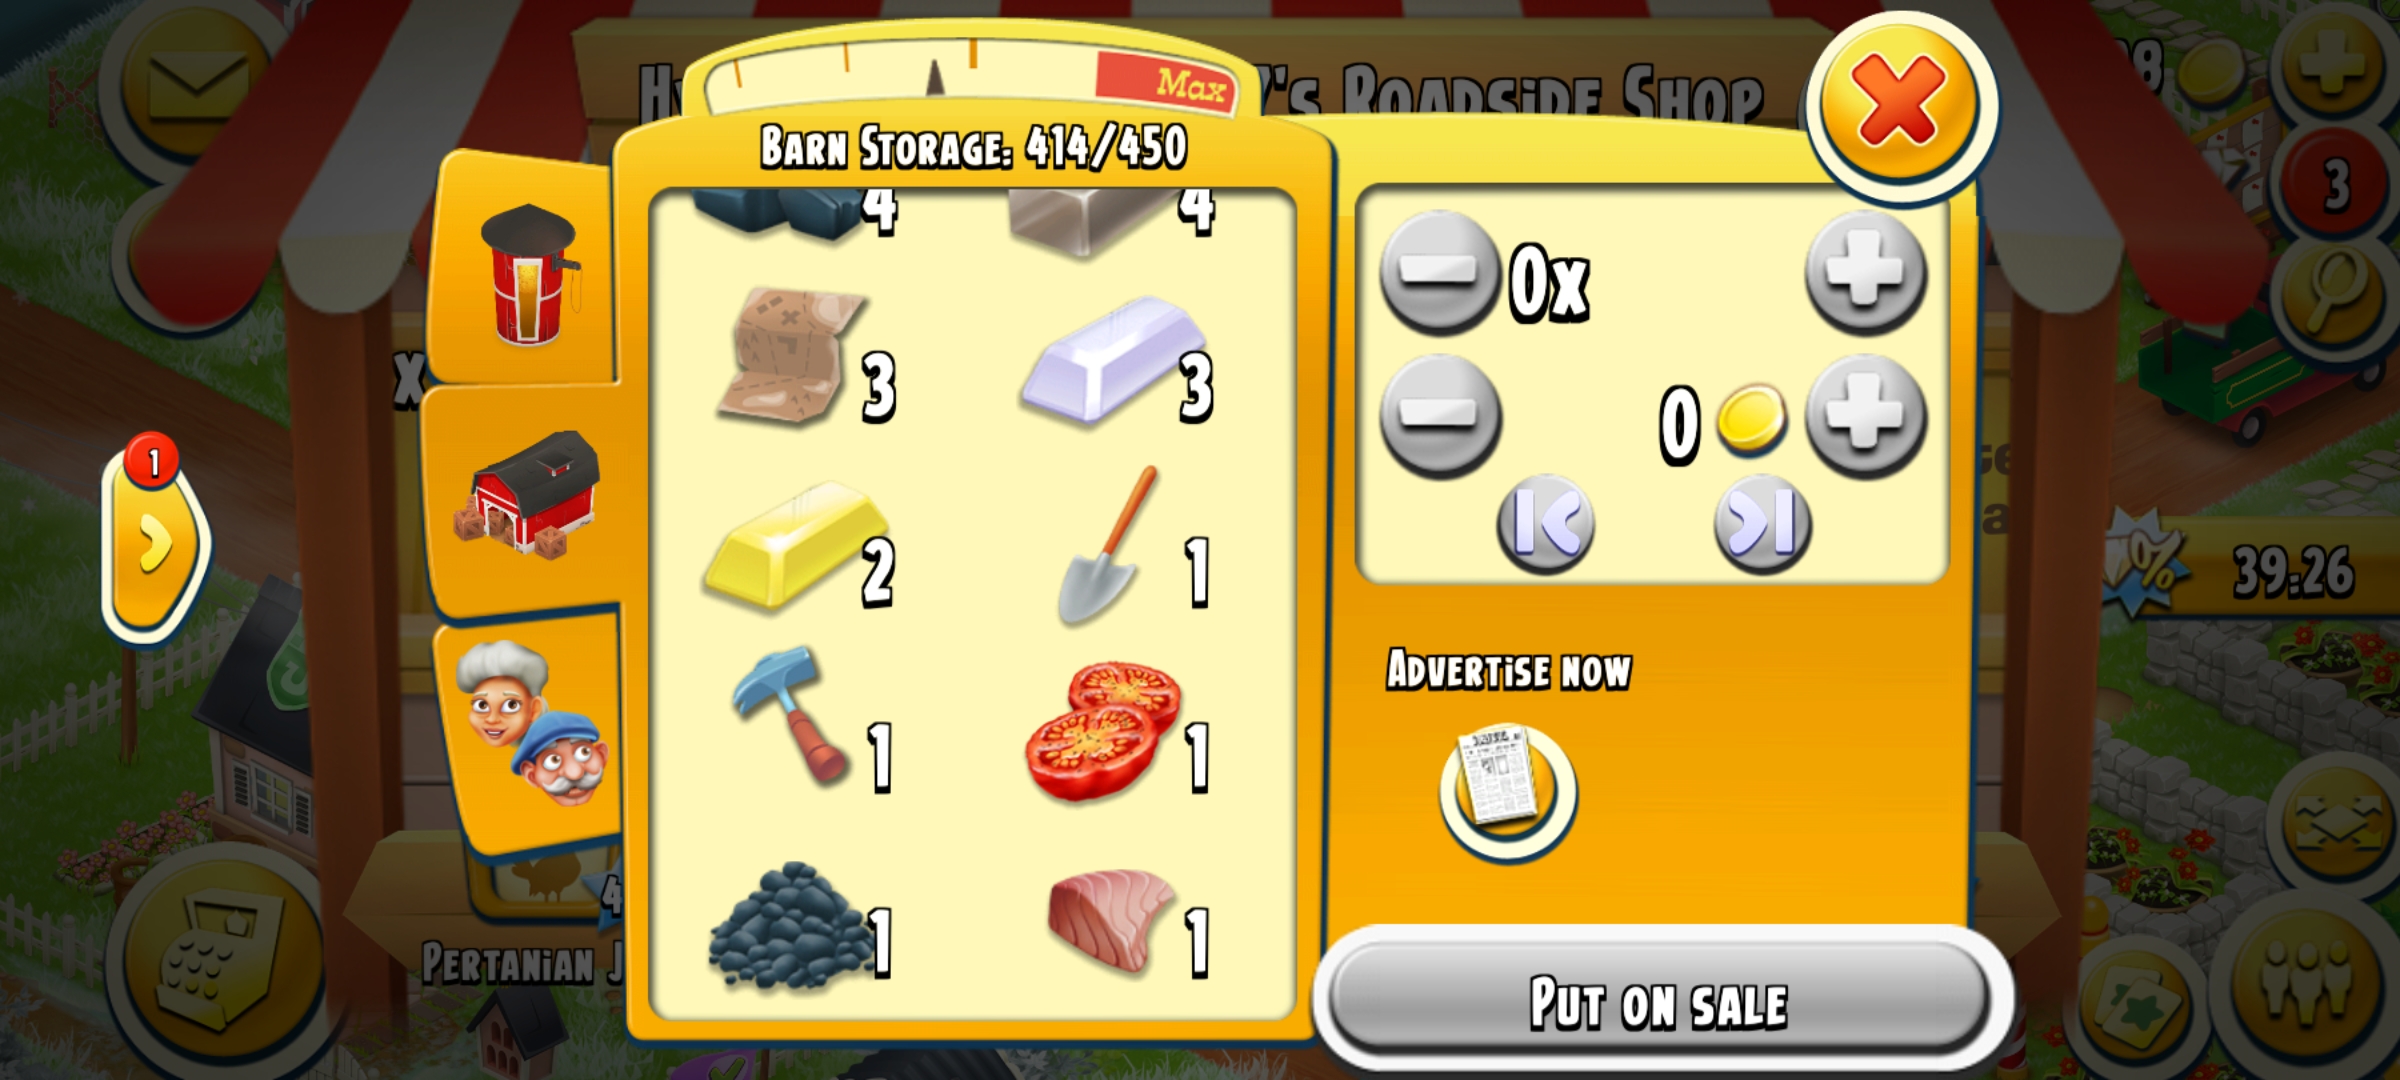 Max
Barn Storage: 414/450
's Roadside Shop
3
4
4
0x
3
3
0
1
2
1
39:26
Advertise now
1
1
1
1
Pertanian
Put on sale